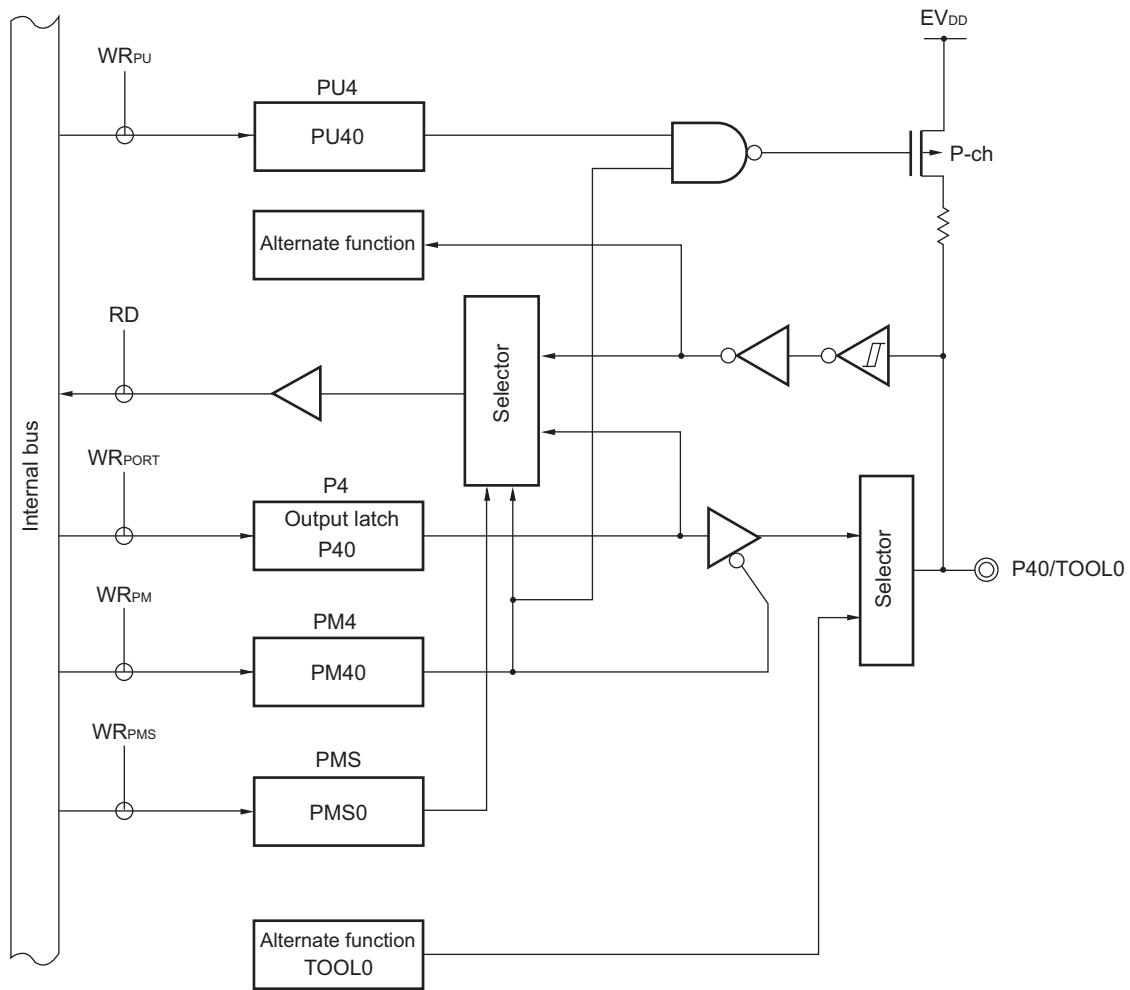 EVDD
WRPU
PU4
PU40
P-ch
Alternate function
RD
Selector
Internal bus
WRPORT
P4
Output latch
P40
Selector
P40/TOOL0
WRPM
PM4
PM40
WRPMS
PMS
PMS0
Alternate function
TOOL0